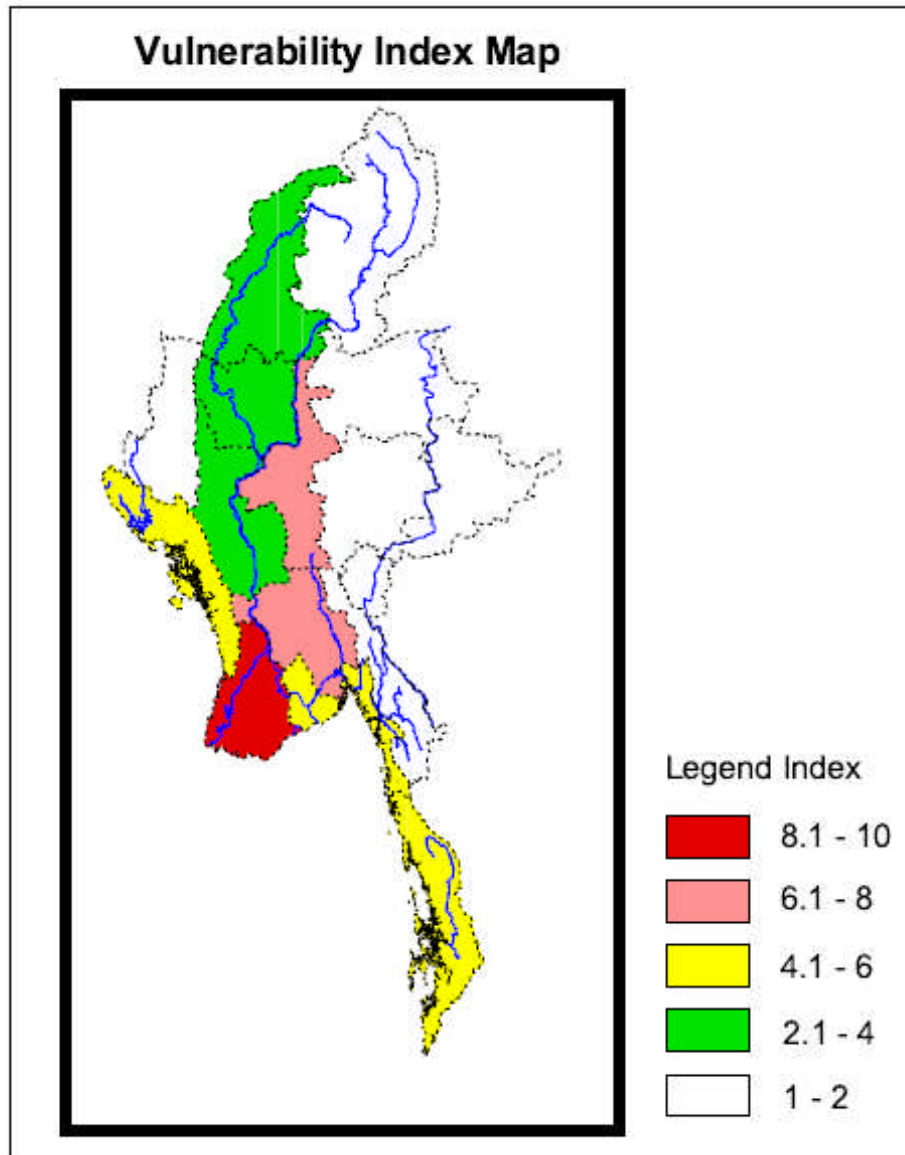 Vulnerability Index Map
Legend Index
8.1 - 10
6.1 - 8
4.1 - 6
2.1 - 4
1 - 2